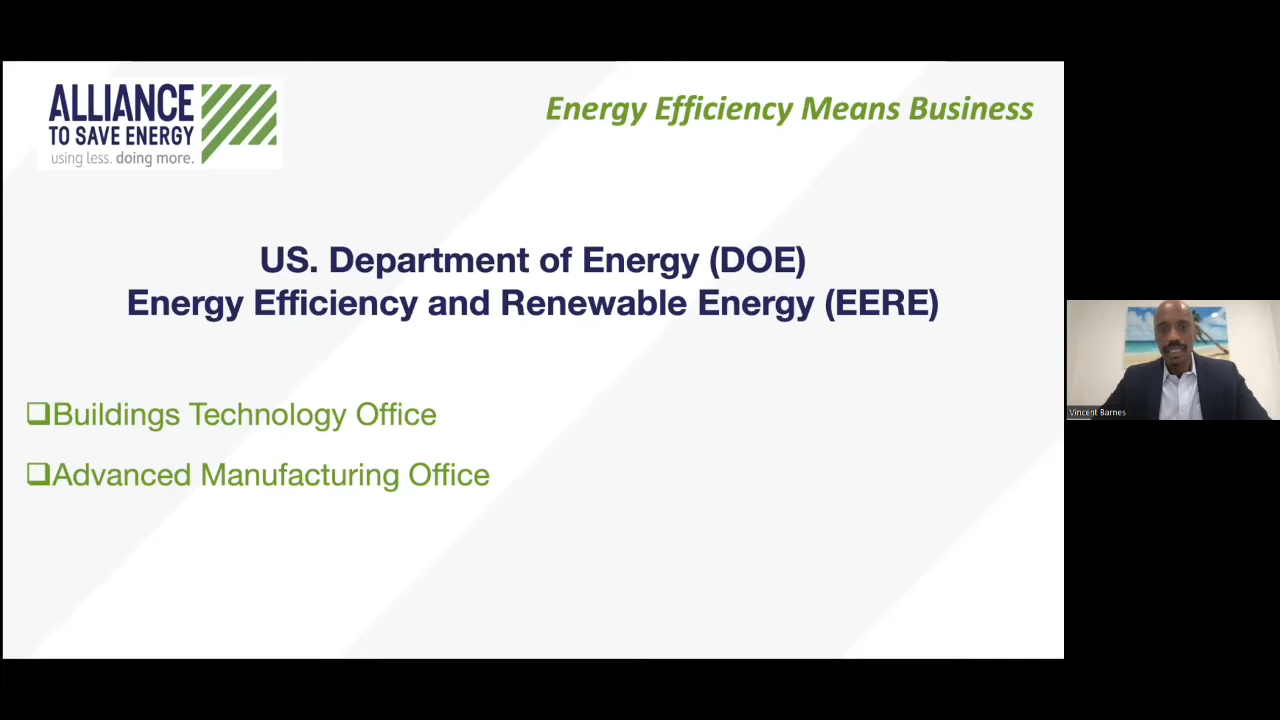 ALLIANCE
TO SAVE ENERGY
using less. doing more.
Energy Efficiency Means Business
US. Department of Energy (DOE)
Energy Efficiency and Renewable Energy (EERE)
❑Buildings Technology Office
❑Advanced Manufacturing Office
Vincent Barnes